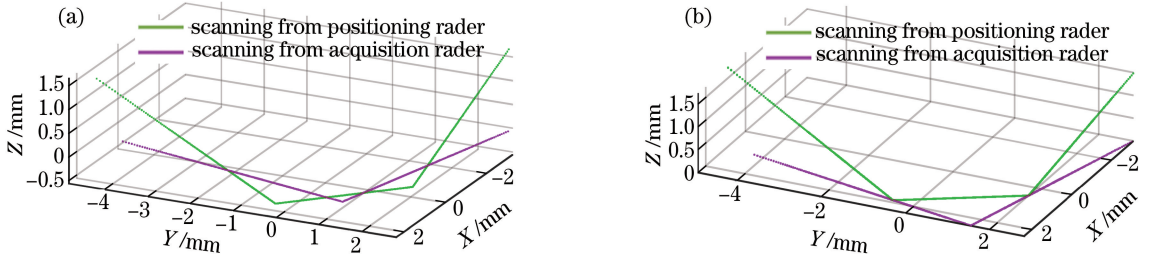 (a)
scanning from positioning rader
scanning from acquisition rader
1.5
1.0
0.5
0
−0.5
Z/mm
−4
−3
−2
−1
0
1
2
Y/mm
−2
0
2
X/mm
(b)
scanning from positioning rader
scanning from acquisition rader
1.5
1.0
0.5
0
Z/mm
−4
−2
0
2
Y/mm
−2
0
2
X/mm